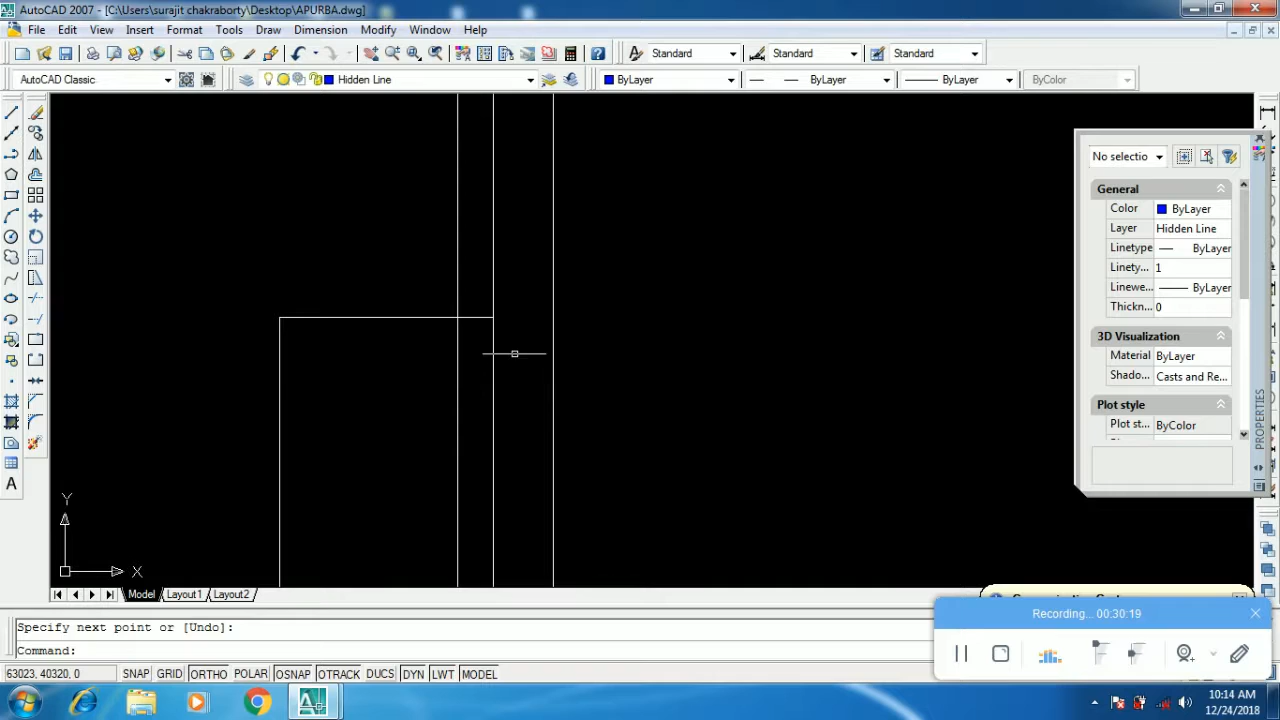 AutoCAD 2007 - [C:\Users\surajit chakraborty\Desktop\APURBA.dwg]
File Edit View Insert Format Tools Draw Dimension Modify Window Help
Standard Standard Standard
AutoCAD Classic Hidden Line ByLayer ByLayer ByLayer ByColor
No selectio
General
Color ByLayer
Layer Hidden Line
Linetype ByLayer
Linety... 1
Linewe... ByLayer
Thickn... 0
3D Visualization
Material ByLayer
Shado... Casts and Re...
Plot style
Plot st... ByColor
PROPERTIES
A
Y
X
Model Layout1 Layout2
Specify next point or [Undo]:
Command:
Recording... 00:30:19
63023, 40320, 0 SNAP GRID ORTHO POLAR OSNAP OTRACK DUCS DYN LWT MODEL
10:14 AM
12/24/2018